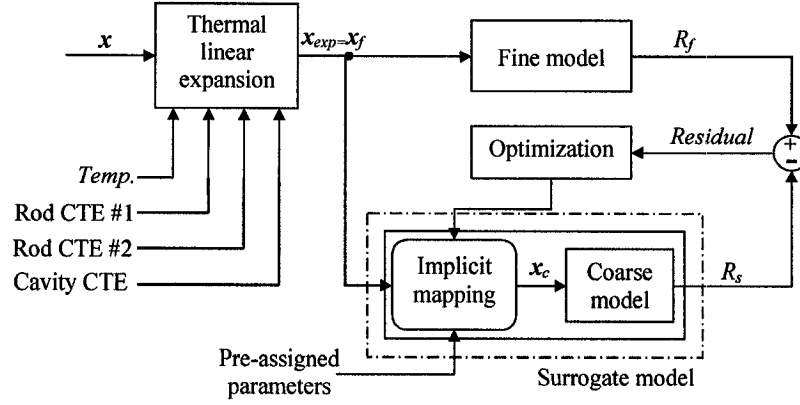 x
Thermal
linear
expansion
x_exp=x_f
Fine model
R_f
+
-
Optimization
Residual
Temp.
Rod CTE #1
Rod CTE #2
Cavity CTE
Implicit
mapping
x_c
Coarse
model
R_s
Pre-assigned
parameters
Surrogate model